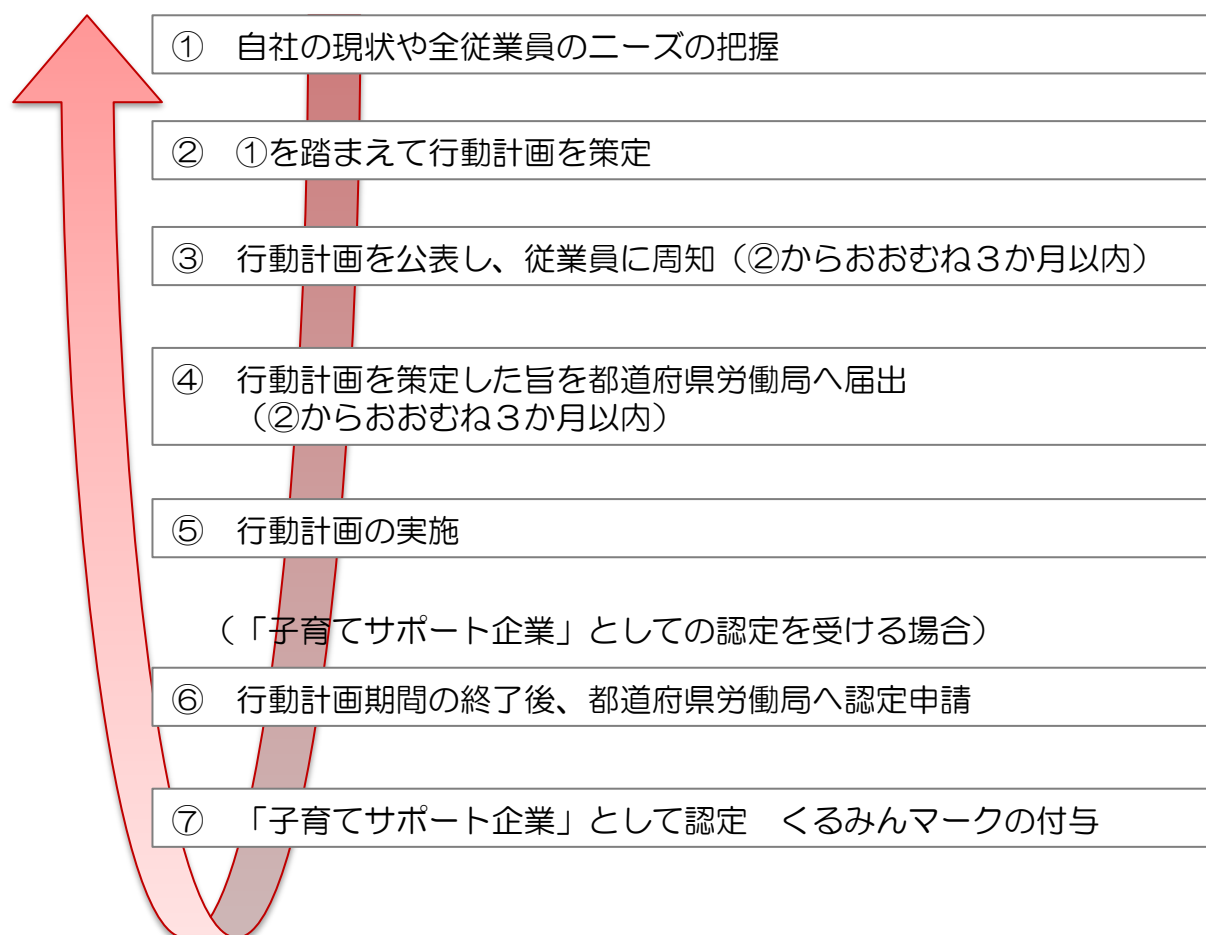 ① 自社の現状や全従業員のニーズの把握
② ①を踏まえて行動計画を策定
③ 行動計画を公表し、従業員に周知（②からおおむね３か月以内）
④ 行動計画を策定した旨を都道府県労働局へ届出
（②からおおむね３か月以内）
⑤ 行動計画の実施
（「子育てサポート企業」としての認定を受ける場合）
⑥ 行動計画期間の終了後、都道府県労働局へ認定申請
⑦ 「子育てサポート企業」として認定　くるみんマークの付与